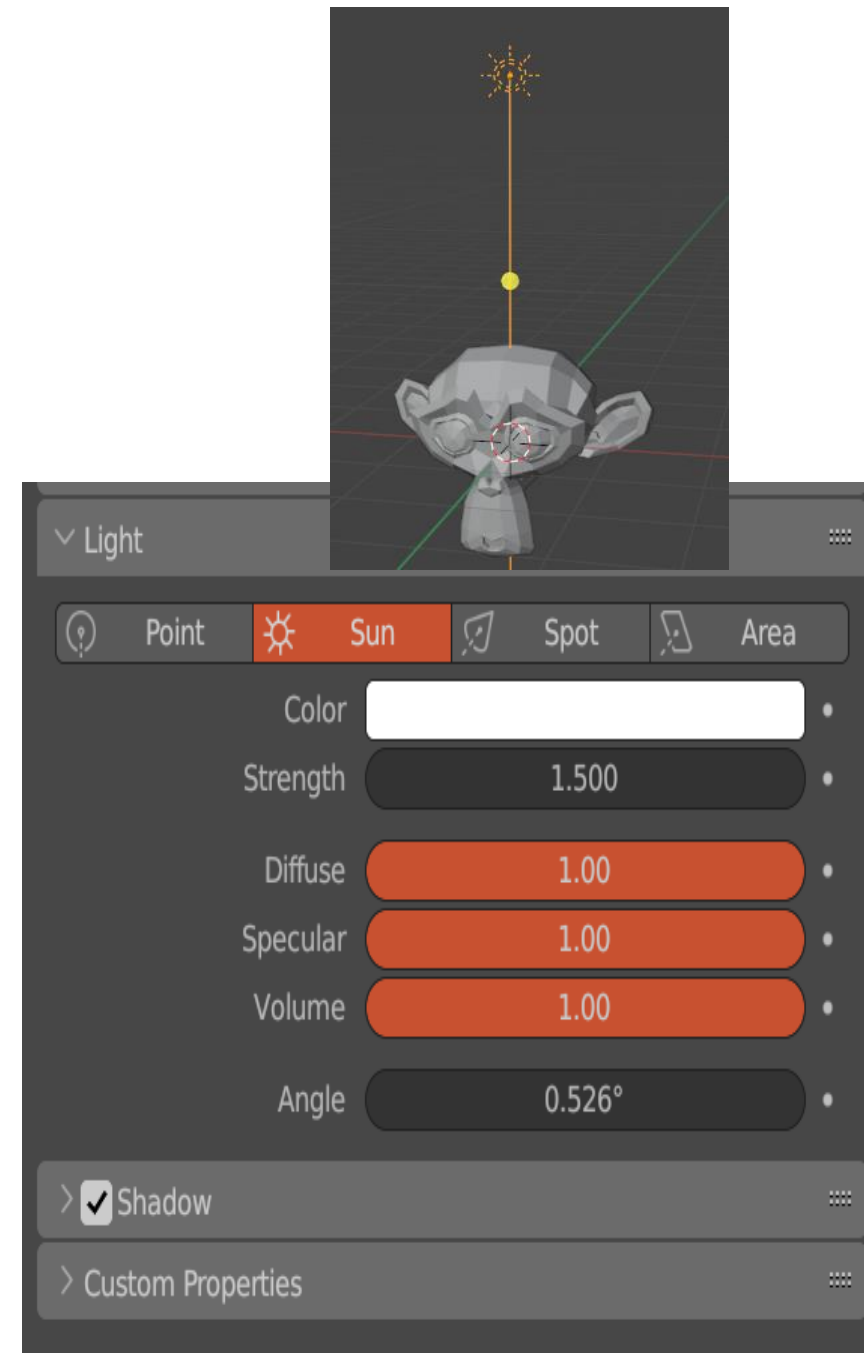 Light
Point Sun Spot Area
Color
Strength 1.500
Diffuse 1.00
Specular 1.00
Volume 1.00
Angle 0.526°
Shadow
Custom Properties